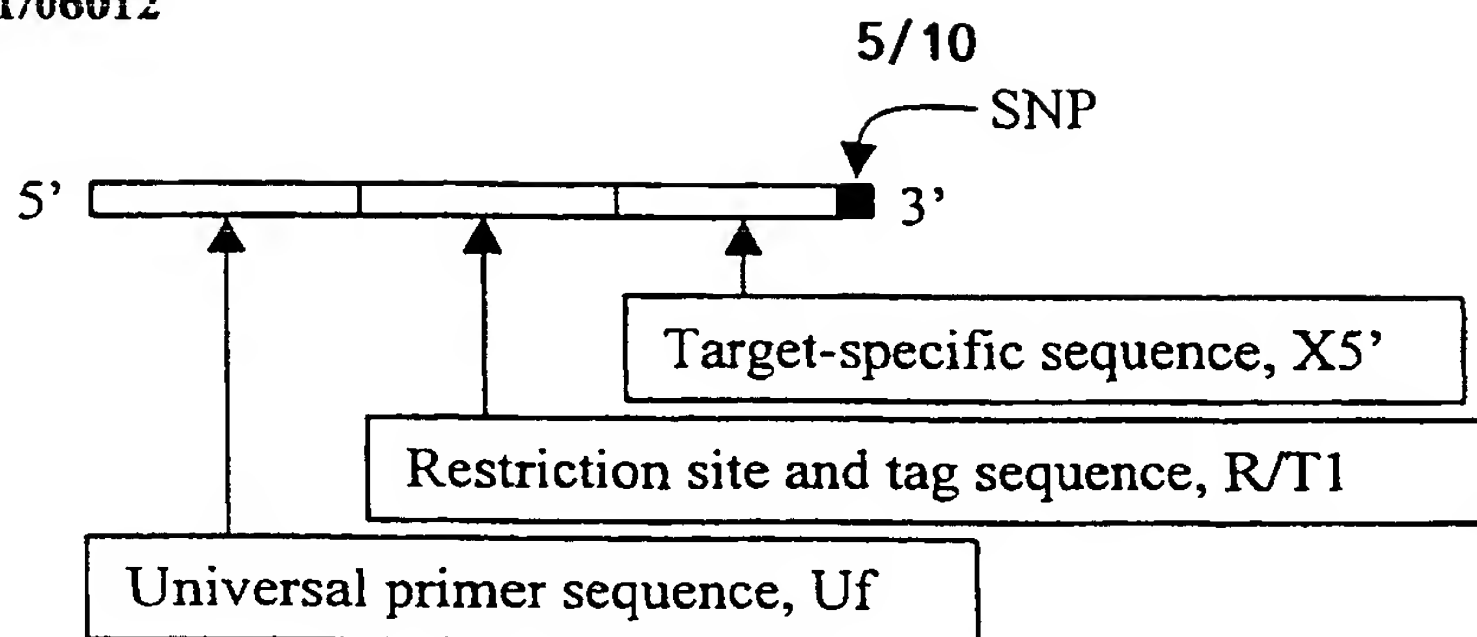 5/10
SNP
5’ 3’
Target-specific sequence, X5’
Restriction site and tag sequence, R/T1
Universal primer sequence, Uf